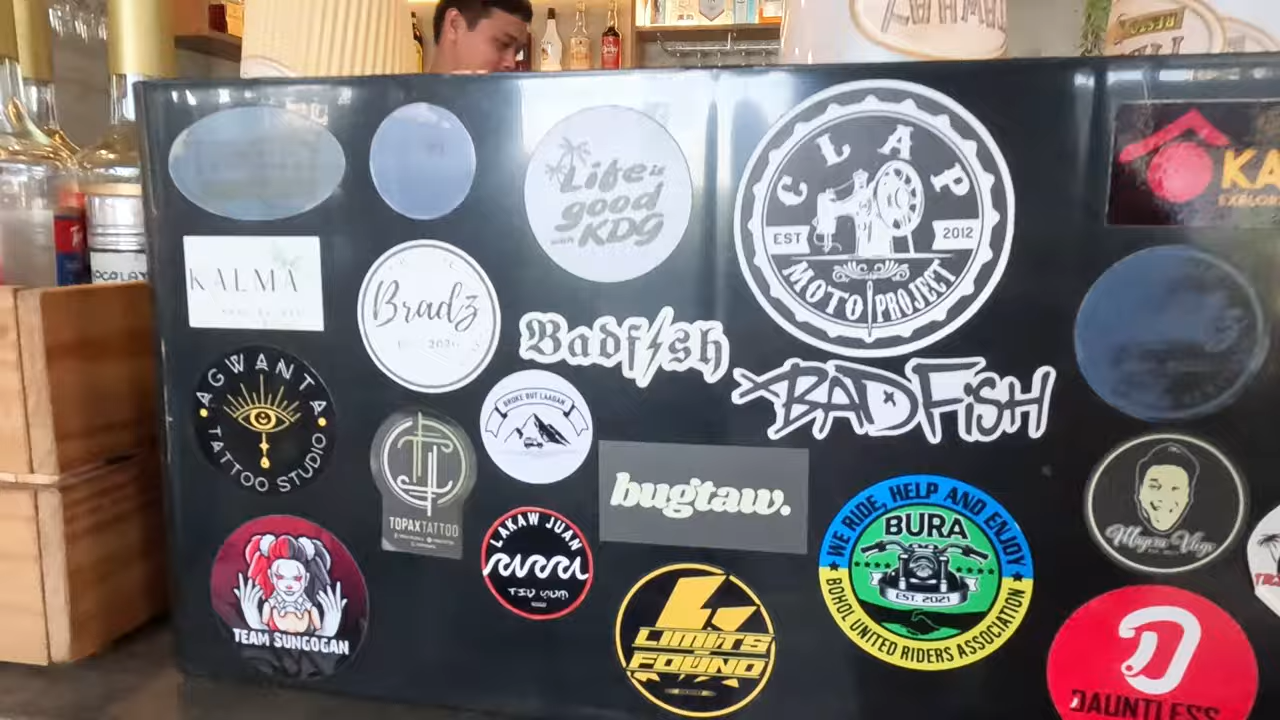 Life is
good
with KDG
CLAP
EST 2012
MOTO PROJECT
KA
KALMA
Bradz
Badfish
BADFiSH
BROKE BUT LAAGAN
AGWANTA
TATTOO STUDIO
TOPAXTATTOO
bugtaw.
LAKAW JUAN
WE RIDE, HELP AND ENJOY
BURA
EST. 2021
BOHOL UNITED RIDERS ASSOCIATION
TEAM SUNGOGAN
LIMITS
FOUND
D
DAUNTLESS